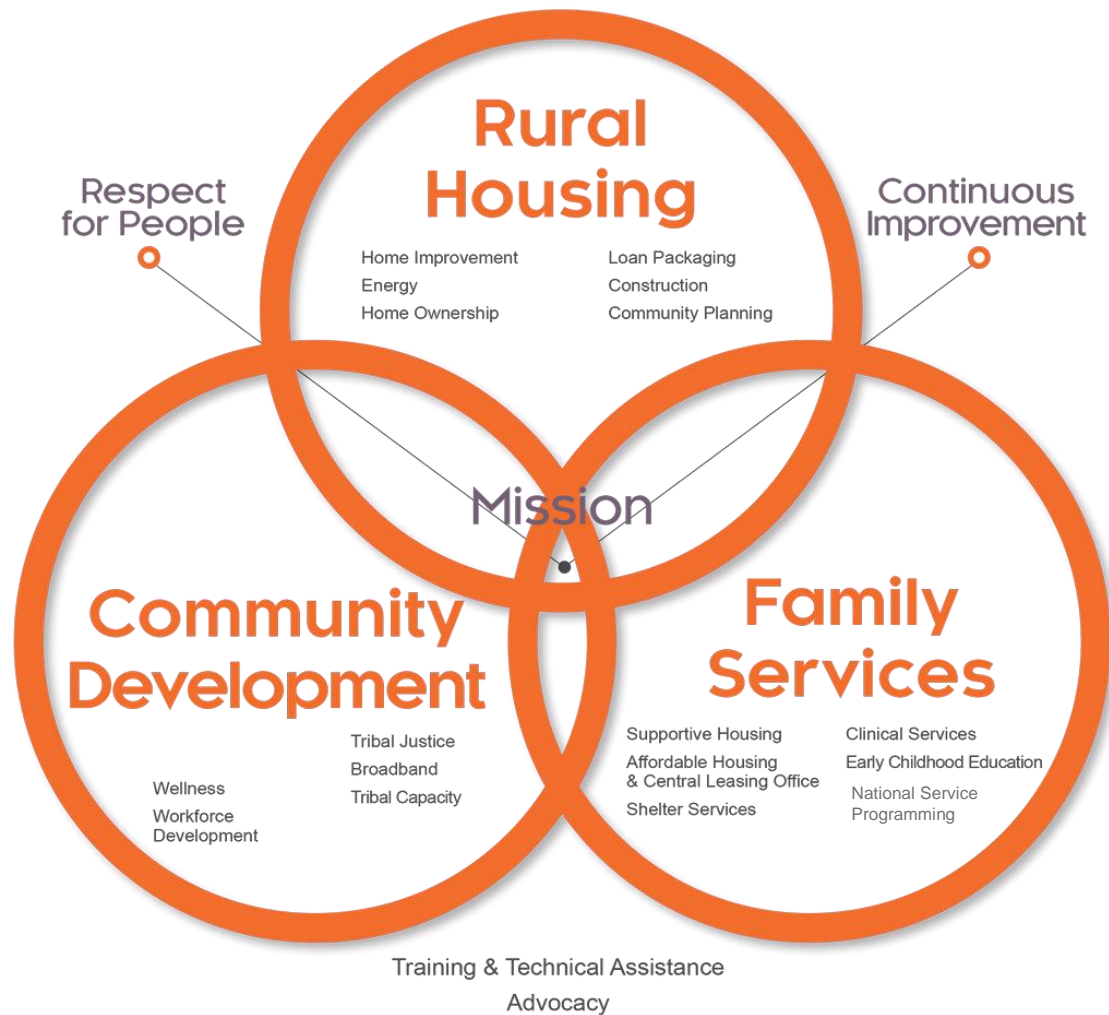 Rural
Housing
Respect
for People
Continuous
Improvement
Home Improvement
Energy
Home Ownership
Loan Packaging
Construction
Community Planning
Mission
Community
Development
Tribal Justice
Broadband
Tribal Capacity
Wellness
Workforce
Development
Family
Services
Supportive Housing
Affordable Housing
& Central Leasing Office
Shelter Services
Clinical Services
Early Childhood Education
National Service
Programming
Training & Technical Assistance
Advocacy